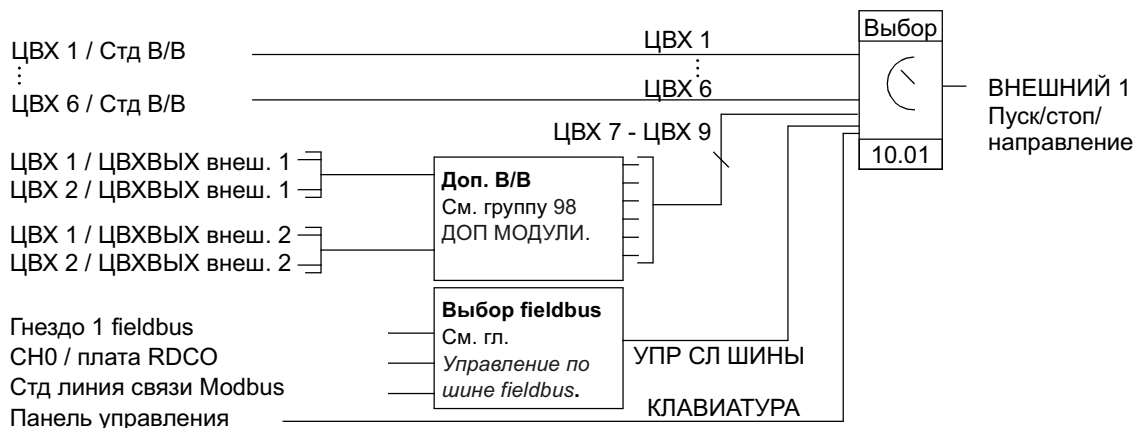 ЦВХ 1 / Стд В/В
ЦВХ 6 / Стд В/В
ЦВХ 1
ЦВХ 6
Выбор
10.01
ВНЕШНИЙ 1
Пуск/стоп/
направление
ЦВХ 7 - ЦВХ 9
ЦВХ 1 / ЦВХВЫХ внеш. 1
ЦВХ 2 / ЦВХВЫХ внеш. 1
ЦВХ 1 / ЦВХВЫХ внеш. 2
ЦВХ 2 / ЦВХВЫХ внеш. 2
Доп. В/В
См. группу 98
ДОП МОДУЛИ.
Гнездо 1 fieldbus
CH0 / плата RDCO
Стд линия связи Modbus
Панель управления
Выбор fieldbus
См. гл.
Управление по
шине fieldbus.
УПР СЛ ШИНЫ
КЛАВИАТУРА